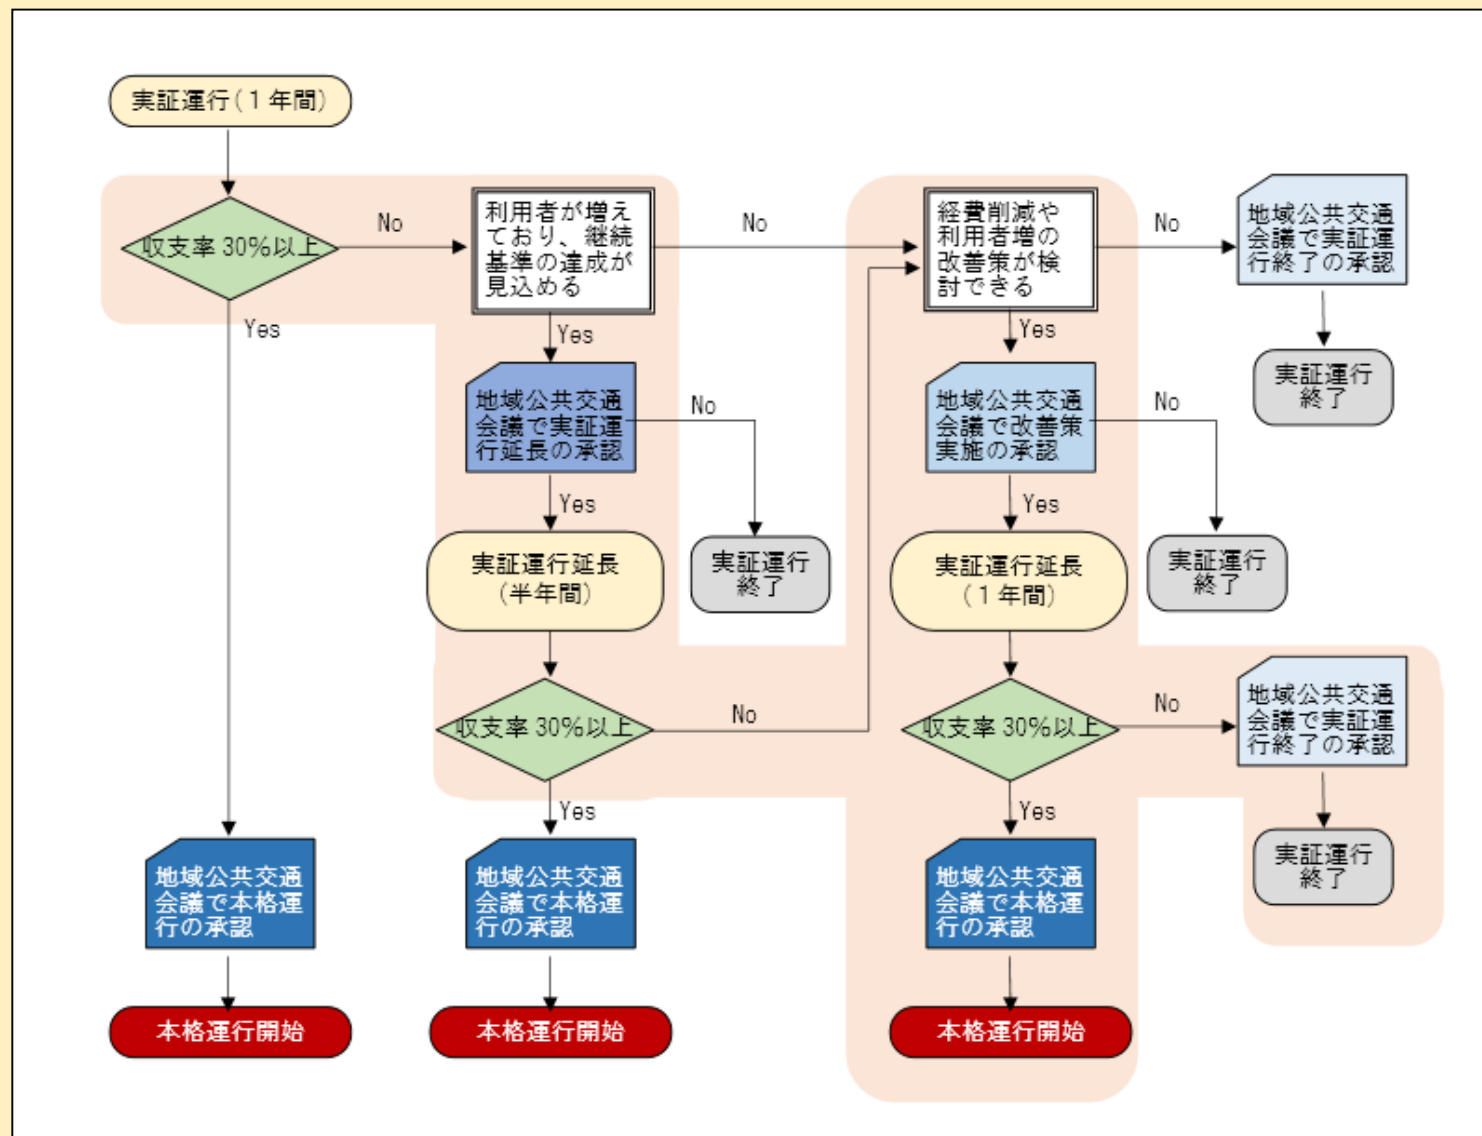 実証運行(1年間)
収支率30%以上
No
利用者が増え
ており、継続
基準の達成が
見込める
No
経費削減や
利用者増の
改善策が検
討できる
No
地域公共交通
会議で実証運
行終了の承認
実証運行
終了
Yes
Yes
地域公共交通
会議で実証運
行延長の承認
No
実証運行
終了
Yes
地域公共交通
会議で改善策
実施の承認
No
実証運行
終了
Yes
実証運行延長
(半年間)
Yes
実証運行延長
(1年間)
収支率30%以上
No
収支率30%以上
No
地域公共交通
会議で実証運
行終了の承認
実証運行
終了
Yes
Yes
地域公共交通
会議で本格運
行の承認
地域公共交通
会議で本格運
行の承認
地域公共交通
会議で本格運
行の承認
本格運行開始
本格運行開始
本格運行開始